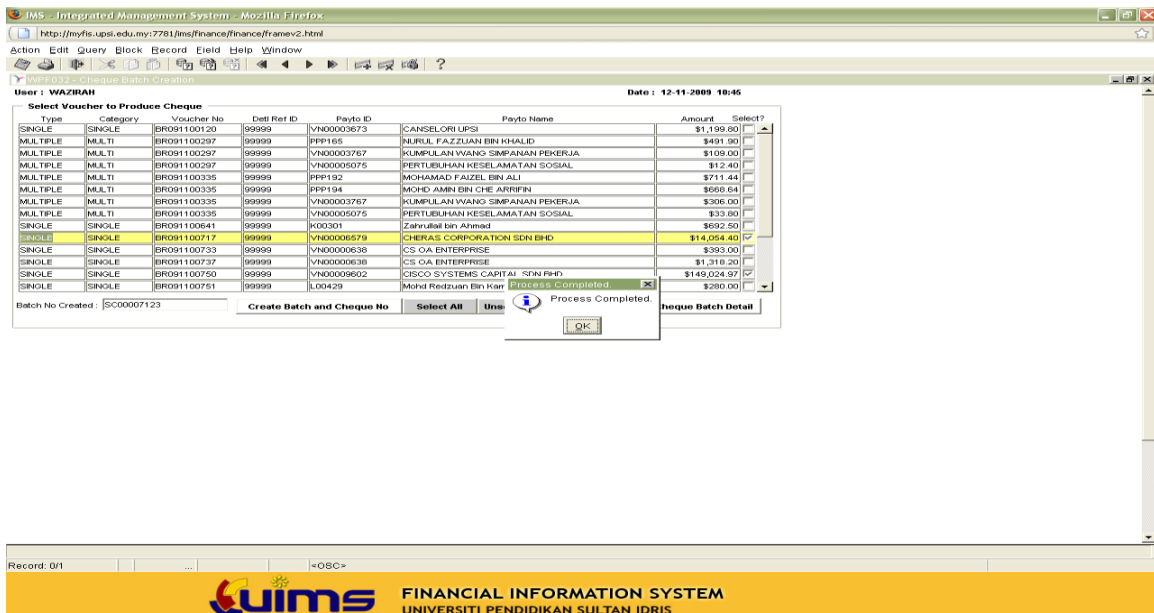 IMS - Integrated Management System - Mozilla Firefox
http://myfis.upsi.edu.my:7781/ims/finance/finance/framev2.html
Action Edit Query Block Record Field Help Window
WPF032 - Cheque Batch Creation
User : WAZIRAH Date : 12-11-2009 10:45
Select Voucher to Produce Cheque
Type Category Voucher No Detl Ref ID Payto ID Payto Name Amount Select?
SINGLE SINGLE BR091100120 99999 VN00003673 CANSELORI UPSI $1,199.80
MULTIPLE MULTI BR091100297 99999 PPP165 NURUL FAZZUAN BIN KHALID $491.90
MULTIPLE MULTI BR091100297 99999 VN00003767 KUMPULAN WANG SIMPANAN PEKERJA $109.00
MULTIPLE MULTI BR091100297 99999 VN00005075 PERTUBUHAN KESELAMATAN SOSIAL $12.40
MULTIPLE MULTI BR091100335 99999 PPP192 MOHAMAD FAIZEL BIN ALI $711.44
MULTIPLE MULTI BR091100335 99999 PPP194 MOHD AMIN BIN CHE ARRIFIN $668.64
MULTIPLE MULTI BR091100335 99999 VN00003767 KUMPULAN WANG SIMPANAN PEKERJA $306.00
MULTIPLE MULTI BR091100335 99999 VN00005075 PERTUBUHAN KESELAMATAN SOSIAL $33.80
SINGLE SINGLE BR091100641 99999 K00301 Zahrullail bin Ahmad $692.50
SINGLE SINGLE BR091100717 99999 VN00006579 CHERAS CORPORATION SDN BHD $14,054.40
SINGLE SINGLE BR091100733 99999 VN00000638 CS OA ENTERPRISE $393.00
SINGLE SINGLE BR091100737 99999 VN00000638 CS OA ENTERPRISE $1,318.20
SINGLE SINGLE BR091100750 99999 VN00009602 CISCO SYSTEMS CAPITAL SDN BHD $149,024.97
SINGLE SINGLE BR091100751 99999 L00429 Mohd Redzuan Bin Kam $280.00
Process Completed.
Process Completed.
OK
Batch No Created : SC00007123 Create Batch and Cheque No Select All Uns heque Batch Detail
Record: 0/1 ... <OSC>
uims FINANCIAL INFORMATION SYSTEM
UNIVERSITI PENDIDIKAN SULTAN IDRIS